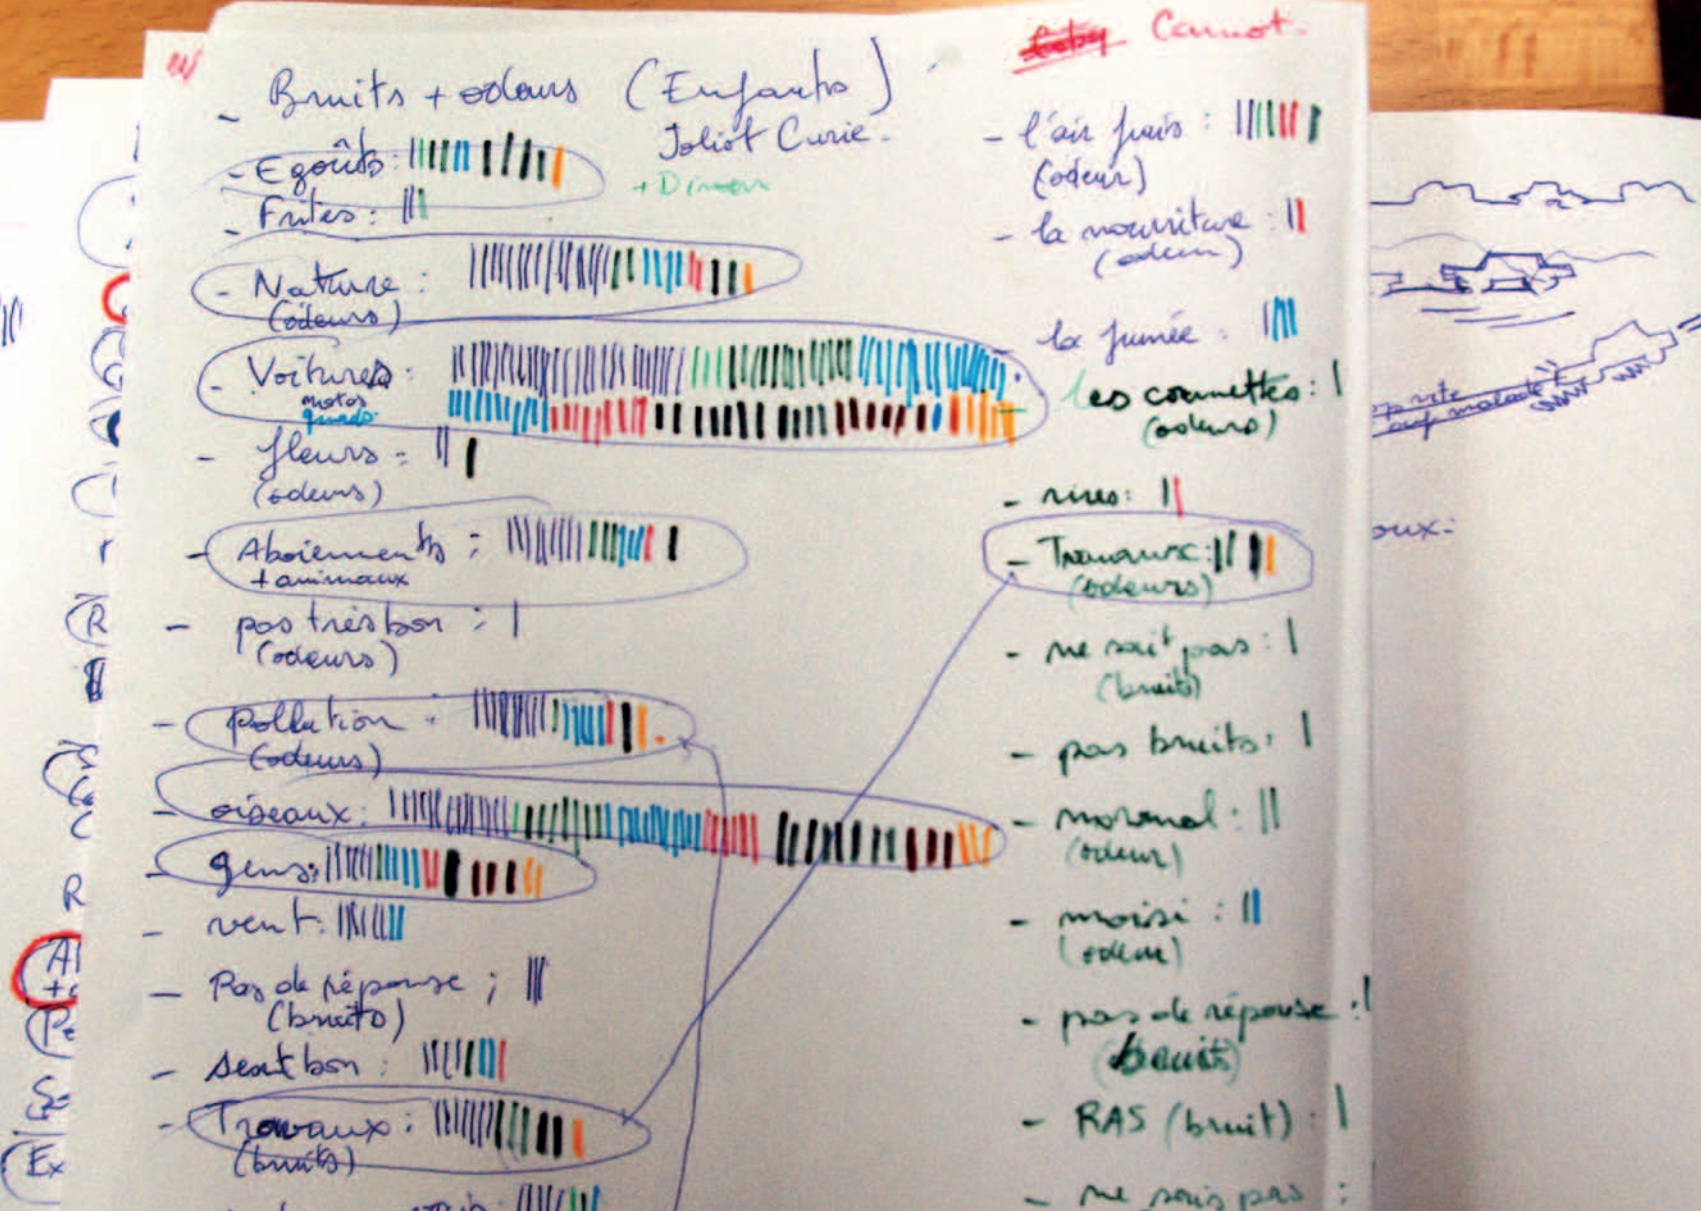 - Bruits + odeurs (Enfants)
Joliot Curie.
- Egoûts :
- Frites :
- Nature :
(odeurs)
- Voitures :
motos
quads
- fleurs :
(odeurs)
- Aboiements :
+ animaux
- pas très bon :
(odeurs)
- pollution :
(odeurs)
- oiseaux :
- gens :
- vent :
- Pas de réponse :
(bruits)
- sent bon :
- Travaux :
(bruits)
Carnot.
- l'air frais :
(odeur)
- la nourriture :
(odeur)
la fumée :
les crounettes :
(odeurs)
- rires :
- Travaux :
(odeurs)
- ne sait pas :
(bruits)
- pas bruits :
- normal :
(odeur)
- moisi :
(odeur)
- pas de réponse :
(bruits)
- RAS (bruit) :
- ne sais pas :